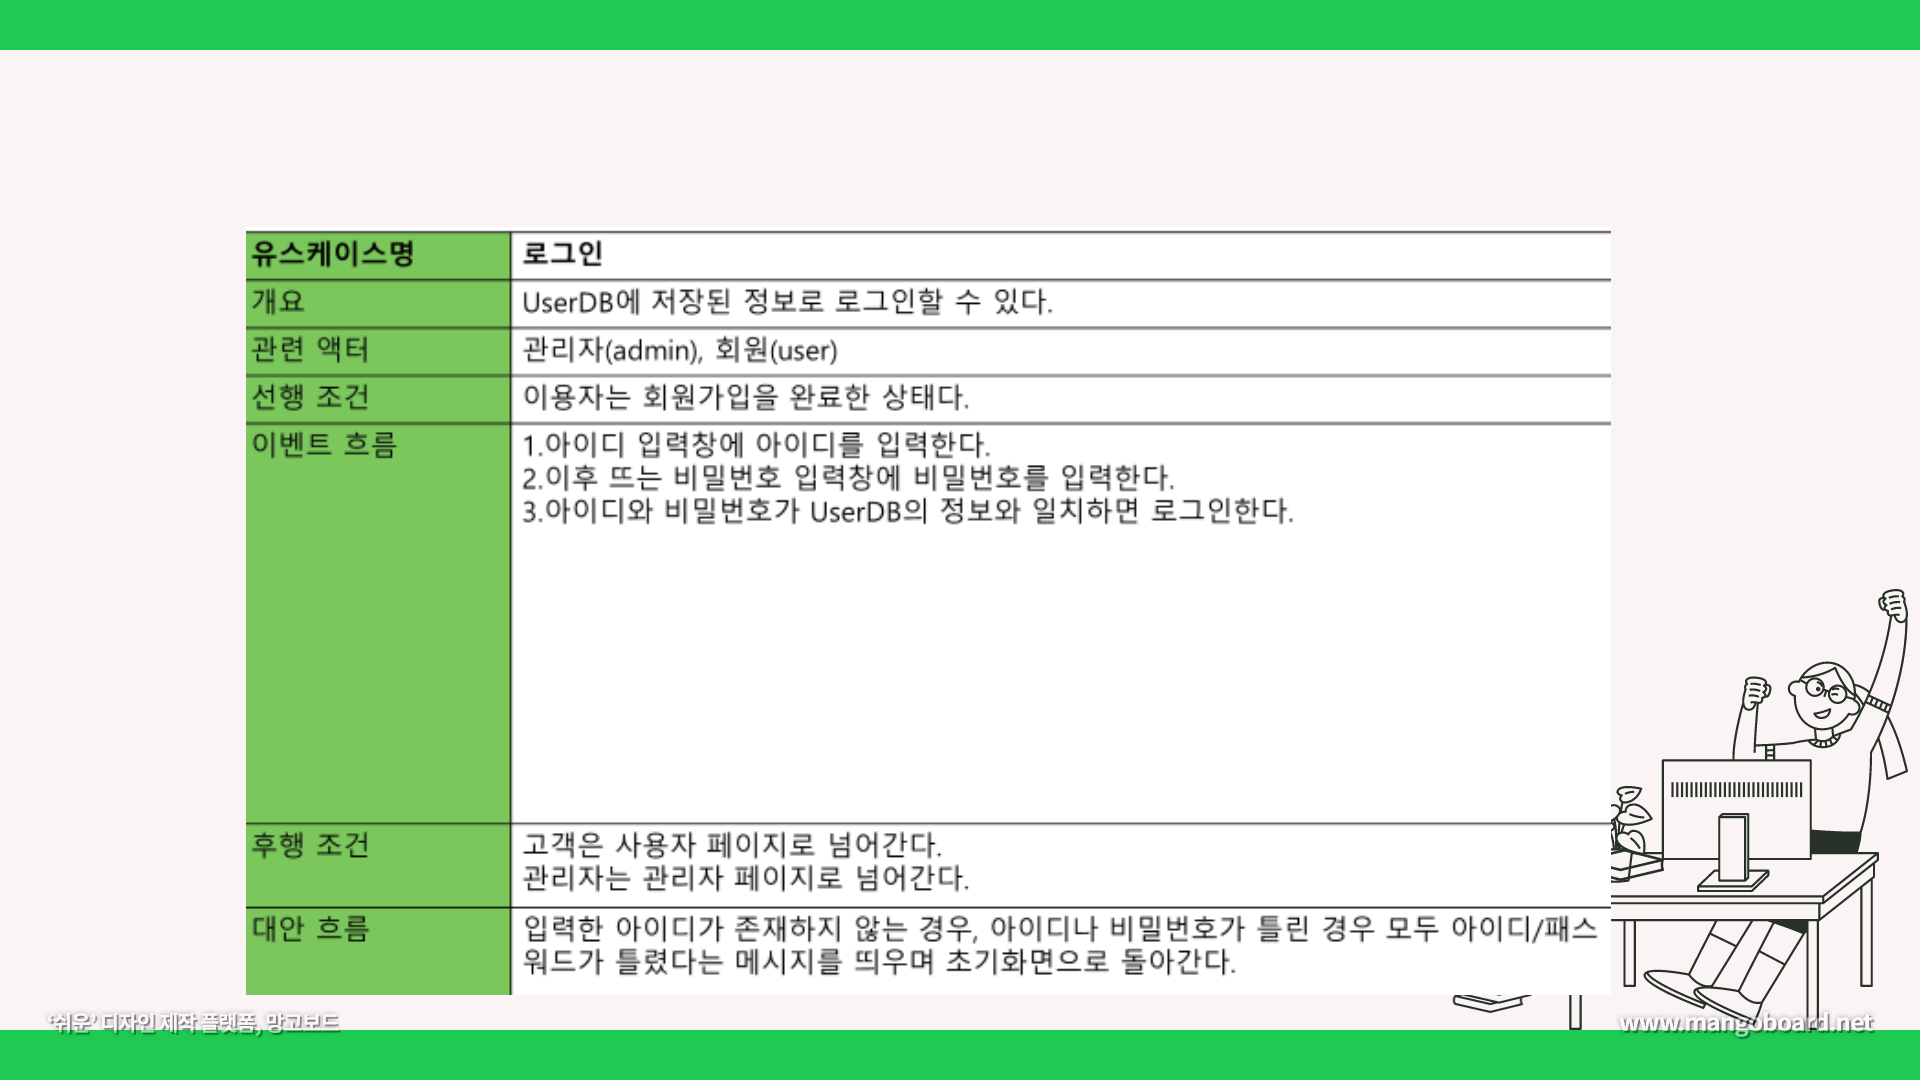 유스케이스명 로그인
개요 UserDB에 저장된 정보로 로그인할 수 있다.
관련 액터 관리자(admin), 회원(user)
선행 조건 이용자는 회원가입을 완료한 상태다.
이벤트 흐름 1.아이디 입력창에 아이디를 입력한다.
2.이후 뜨는 비밀번호 입력창에 비밀번호를 입력한다.
3.아이디와 비밀번호가 UserDB의 정보와 일치하면 로그인한다.
후행 조건 고객은 사용자 페이지로 넘어간다.
관리자는 관리자 페이지로 넘어간다.
대안 흐름 입력한 아이디가 존재하지 않는 경우, 아이디나 비밀번호가 틀린 경우 모두 아이디/패스
워드가 틀렸다는 메시지를 띄우며 초기화면으로 돌아간다.
‘쉬운’ 디자인 제작 플랫폼, 망고보드
www.mangoboard.net